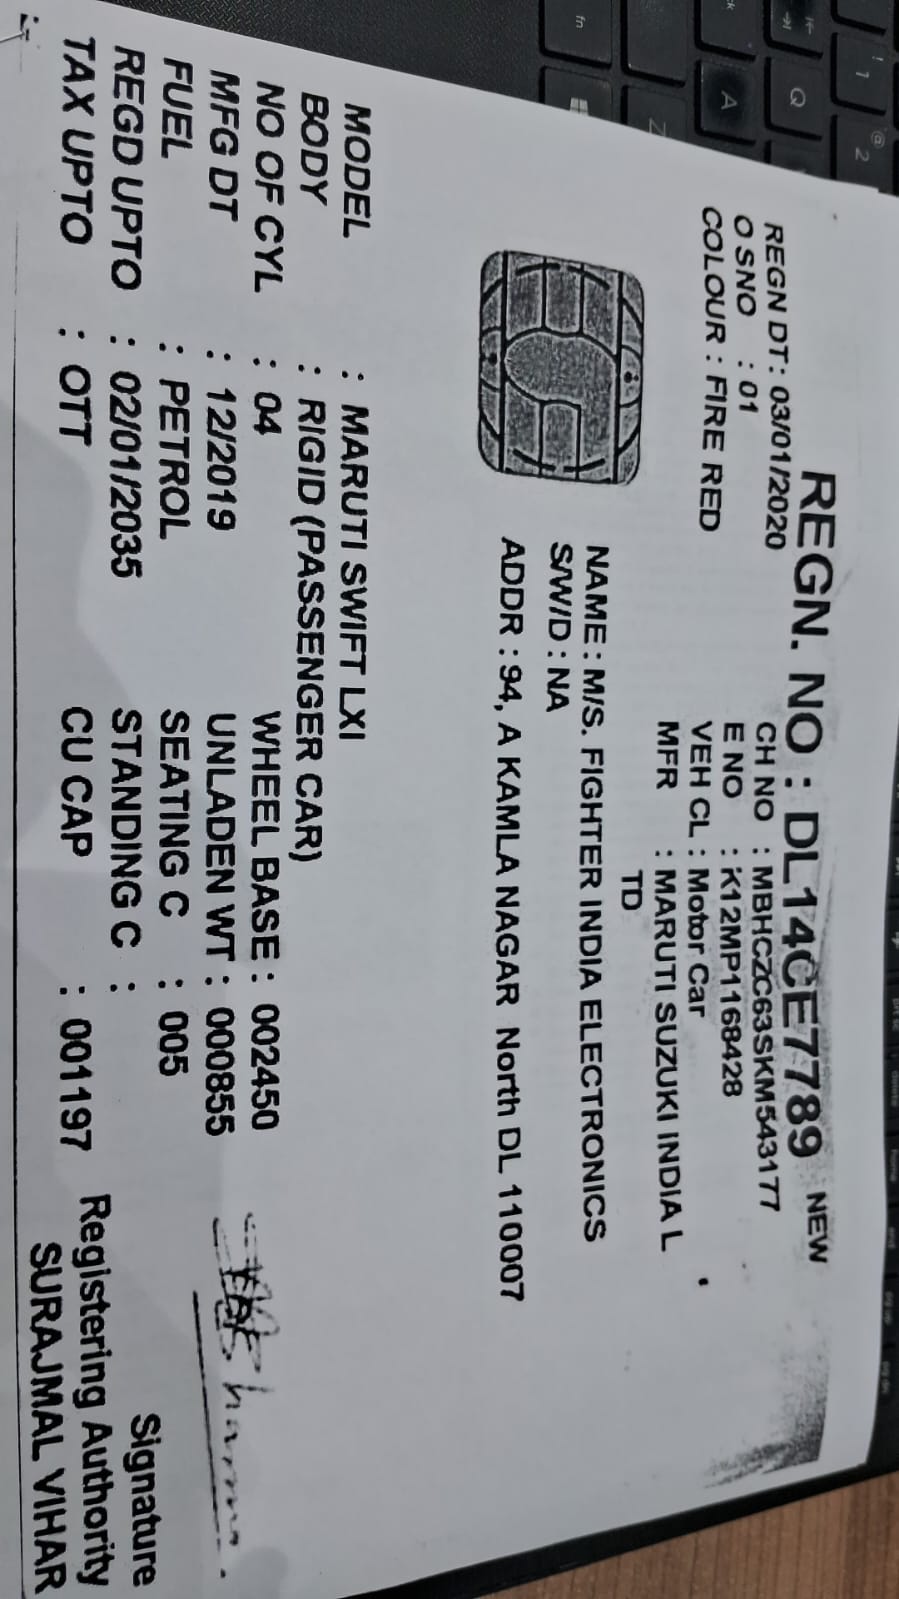 REGN. NO : DL14CE7789 NEW
REGN DT : 03/01/2020
CH NO : MBHCZC63SKM543177
O SNO : 01
E NO : K12MP1168428
COLOUR : FIRE RED
VEH CL : Motor Car
MFR : MARUTI SUZUKI INDIA L
TD
NAME : M/S. FIGHTER INDIA ELECTRONICS
S/W/D : NA
ADDR : 94, A KAMLA NAGAR North DL 110007
MODEL : MARUTI SWIFT LXI
BODY : RIGID (PASSENGER CAR)
NO OF CYL : 04 WHEEL BASE : 002450
MFG DT : 12/2019 UNLADEN WT : 000855
FUEL : PETROL SEATING C : 005
REGD UPTO : 02/01/2035 STANDING C :
TAX UPTO : OTT CU CAP : 001197
Signature
Registering Authority
SURAJMAL VIHAR
fn
A
Q
1
@
2